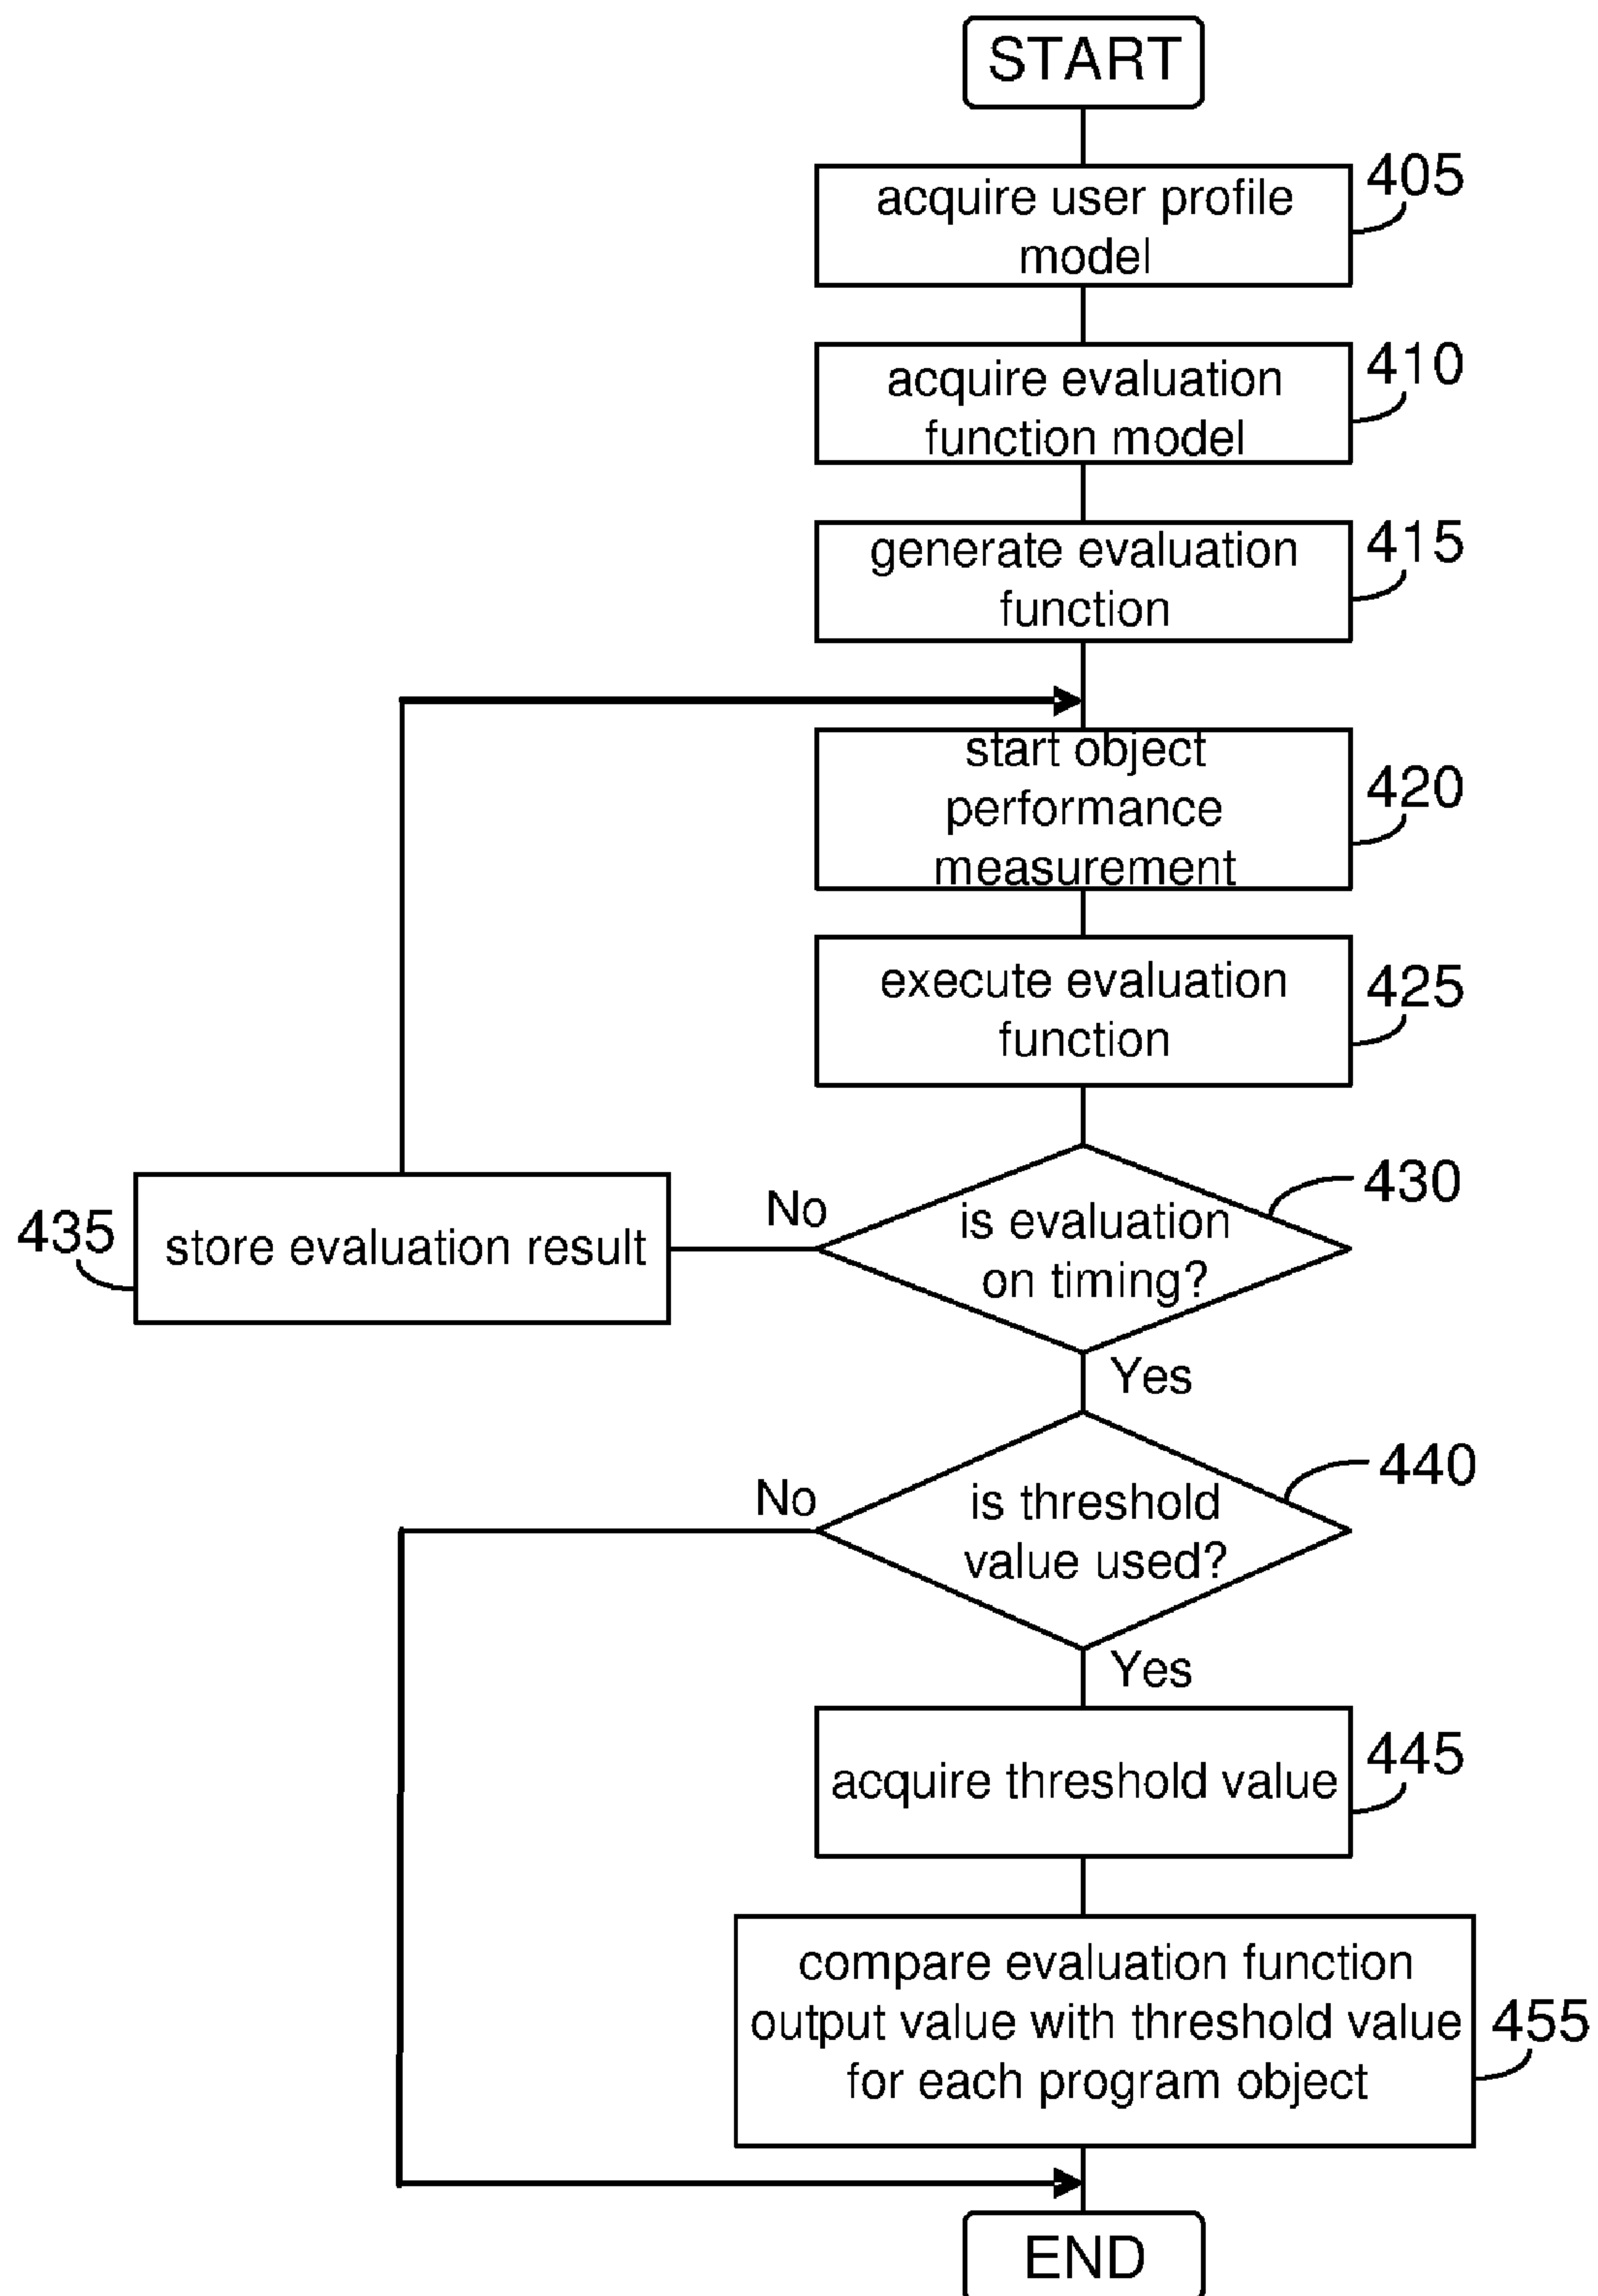 START
acquire user profile
model
405
acquire evaluation
function model
410
generate evaluation
function
415
start object
performance
measurement
420
execute evaluation
function
425
is evaluation
on timing?
430
No
store evaluation result
435
Yes
is threshold
value used?
440
No
Yes
acquire threshold value
445
compare evaluation function
output value with threshold value
for each program object
455
END